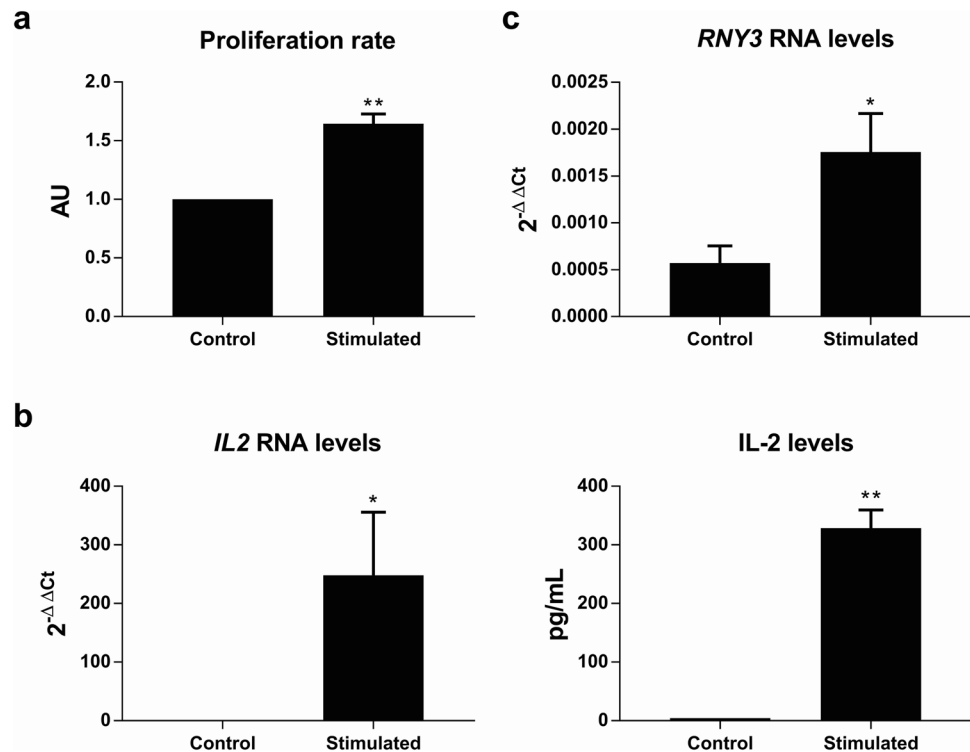 a
Proliferation rate
AU
2.0
1.5
1.0
0.5
0.0
**
Control
Stimulated
c
RNY3 RNA levels
2-Δ ΔCt
0.0025
0.0020
0.0015
0.0010
0.0005
0.0000
*
Control
Stimulated
b
IL2 RNA levels
2-Δ ΔCt
400
300
200
100
0
*
Control
Stimulated
IL-2 levels
pg/mL
400
300
200
100
0
**
Control
Stimulated